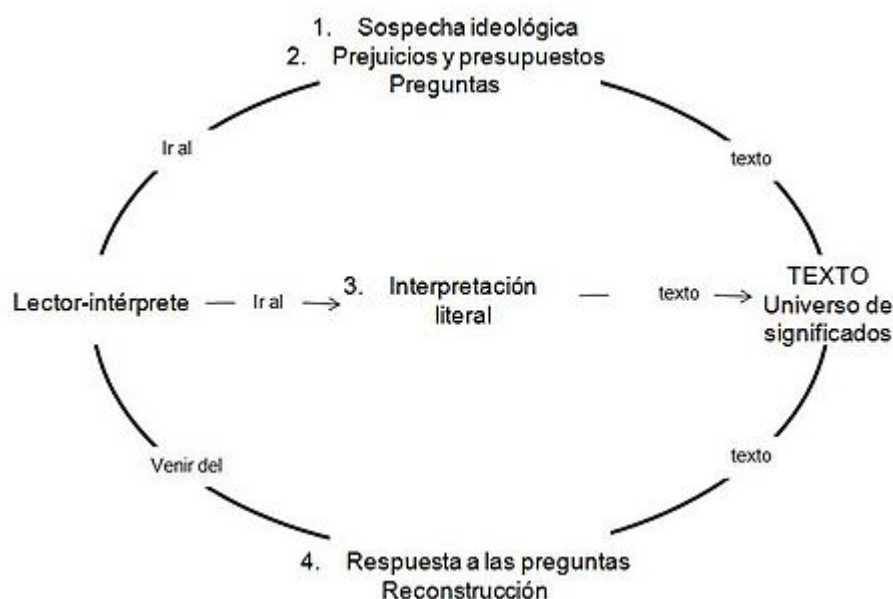 1. Sospecha ideológica
2. Prejuicios y presupuestos
Preguntas
Ir al
texto
Lector-intérprete
Ir al
3. Interpretación
literal
texto
TEXTO
Universo de
significados
Venir del
texto
4. Respuesta a las preguntas
Reconstrucción